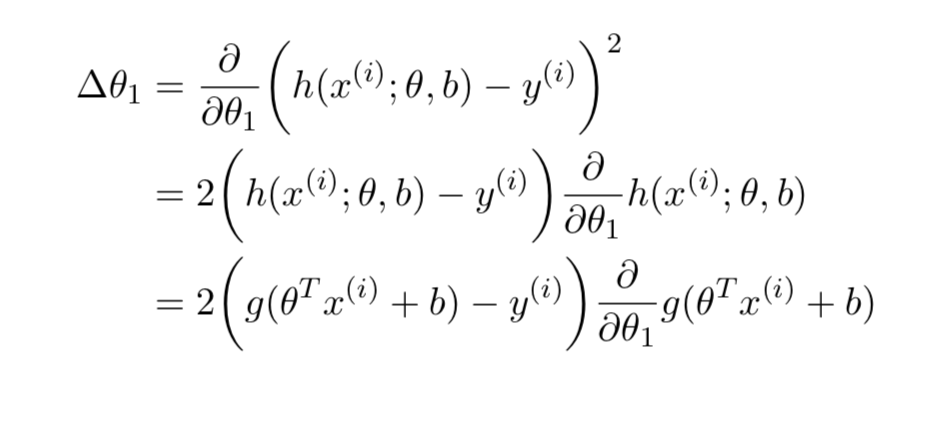 Δθ₁ = ∂/∂θ₁ (h(x⁽ⁱ⁾; θ, b) − y⁽ⁱ⁾)²
= 2(h(x⁽ⁱ⁾; θ, b) − y⁽ⁱ⁾) ∂/∂θ₁ h(x⁽ⁱ⁾; θ, b)
= 2(g(θᵀx⁽ⁱ⁾ + b) − y⁽ⁱ⁾) ∂/∂θ₁ g(θᵀx⁽ⁱ⁾ + b)